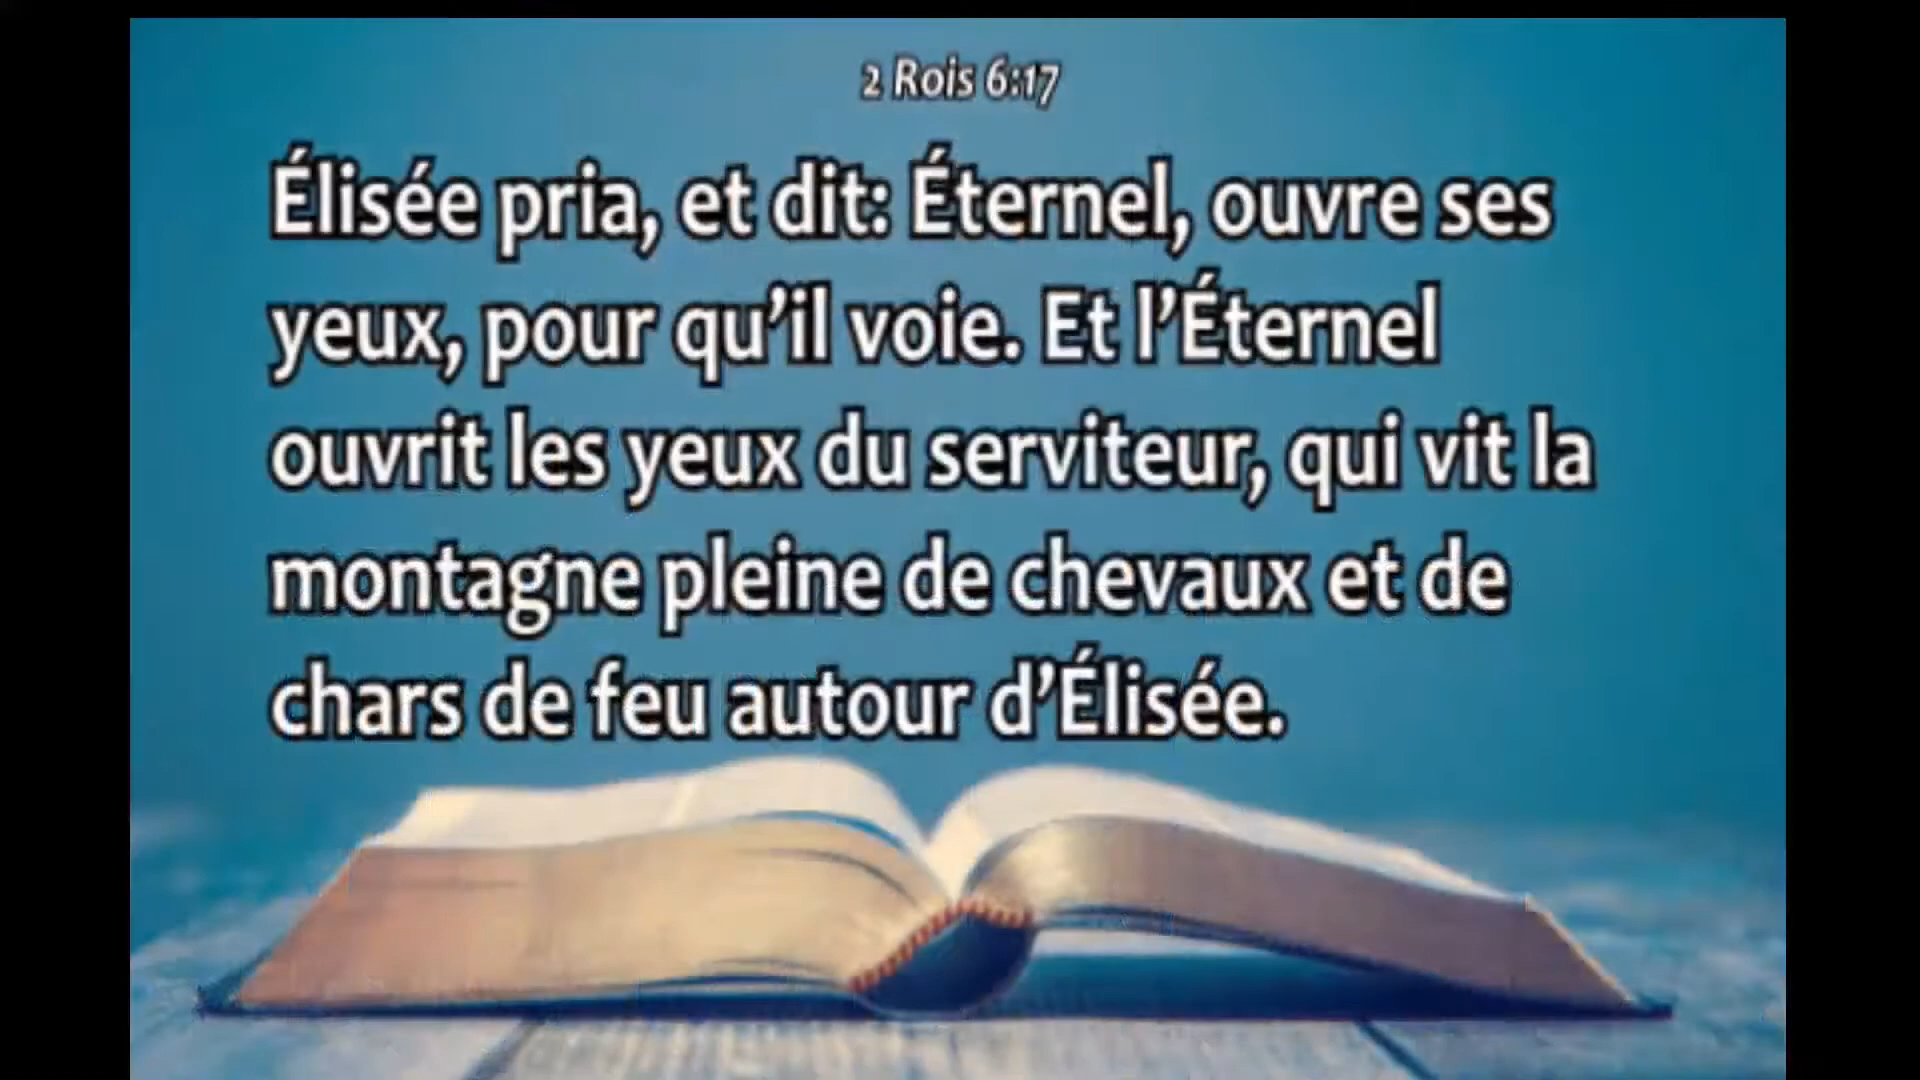 2 Rois 6:17
Élisée pria, et dit: Éternel, ouvre ses
yeux, pour qu’il voie. Et l’Éternel
ouvrit les yeux du serviteur, qui vit la
montagne pleine de chevaux et de
chars de feu autour d’Élisée.